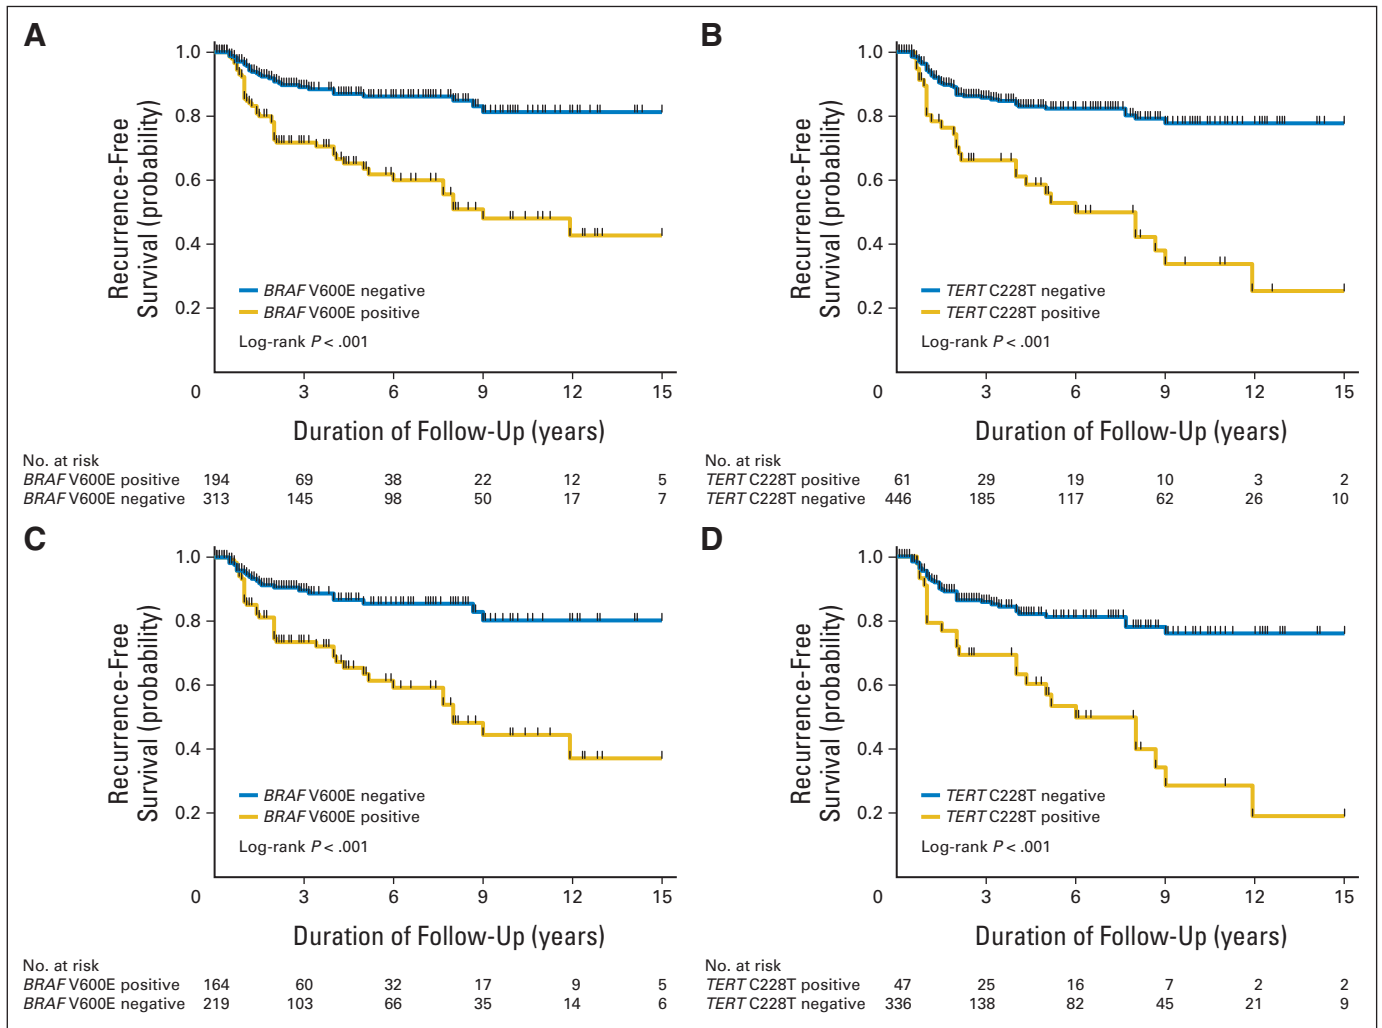 A
Recurrence-Free
Survival (probability)
1.0
0.8
0.6
0.4
0.2
BRAF V600E negative
BRAF V600E positive
Log-rank P < .001
0 3 6 9 12 15
Duration of Follow-Up (years)
No. at risk
BRAF V600E positive 194 69 38 22 12 5
BRAF V600E negative 313 145 98 50 17 7
B
Recurrence-Free
Survival (probability)
1.0
0.8
0.6
0.4
0.2
TERT C228T negative
TERT C228T positive
Log-rank P < .001
0 3 6 9 12 15
Duration of Follow-Up (years)
No. at risk
TERT C228T positive 61 29 19 10 3 2
TERT C228T negative 446 185 117 62 26 10
C
Recurrence-Free
Survival (probability)
1.0
0.8
0.6
0.4
0.2
BRAF V600E negative
BRAF V600E positive
Log-rank P < .001
0 3 6 9 12 15
Duration of Follow-Up (years)
No. at risk
BRAF V600E positive 164 60 32 17 9 5
BRAF V600E negative 219 103 66 35 14 6
D
Recurrence-Free
Survival (probability)
1.0
0.8
0.6
0.4
0.2
TERT C228T negative
TERT C228T positive
Log-rank P < .001
0 3 6 9 12 15
Duration of Follow-Up (years)
No. at risk
TERT C228T positive 47 25 16 7 2 2
TERT C228T negative 336 138 82 45 21 9